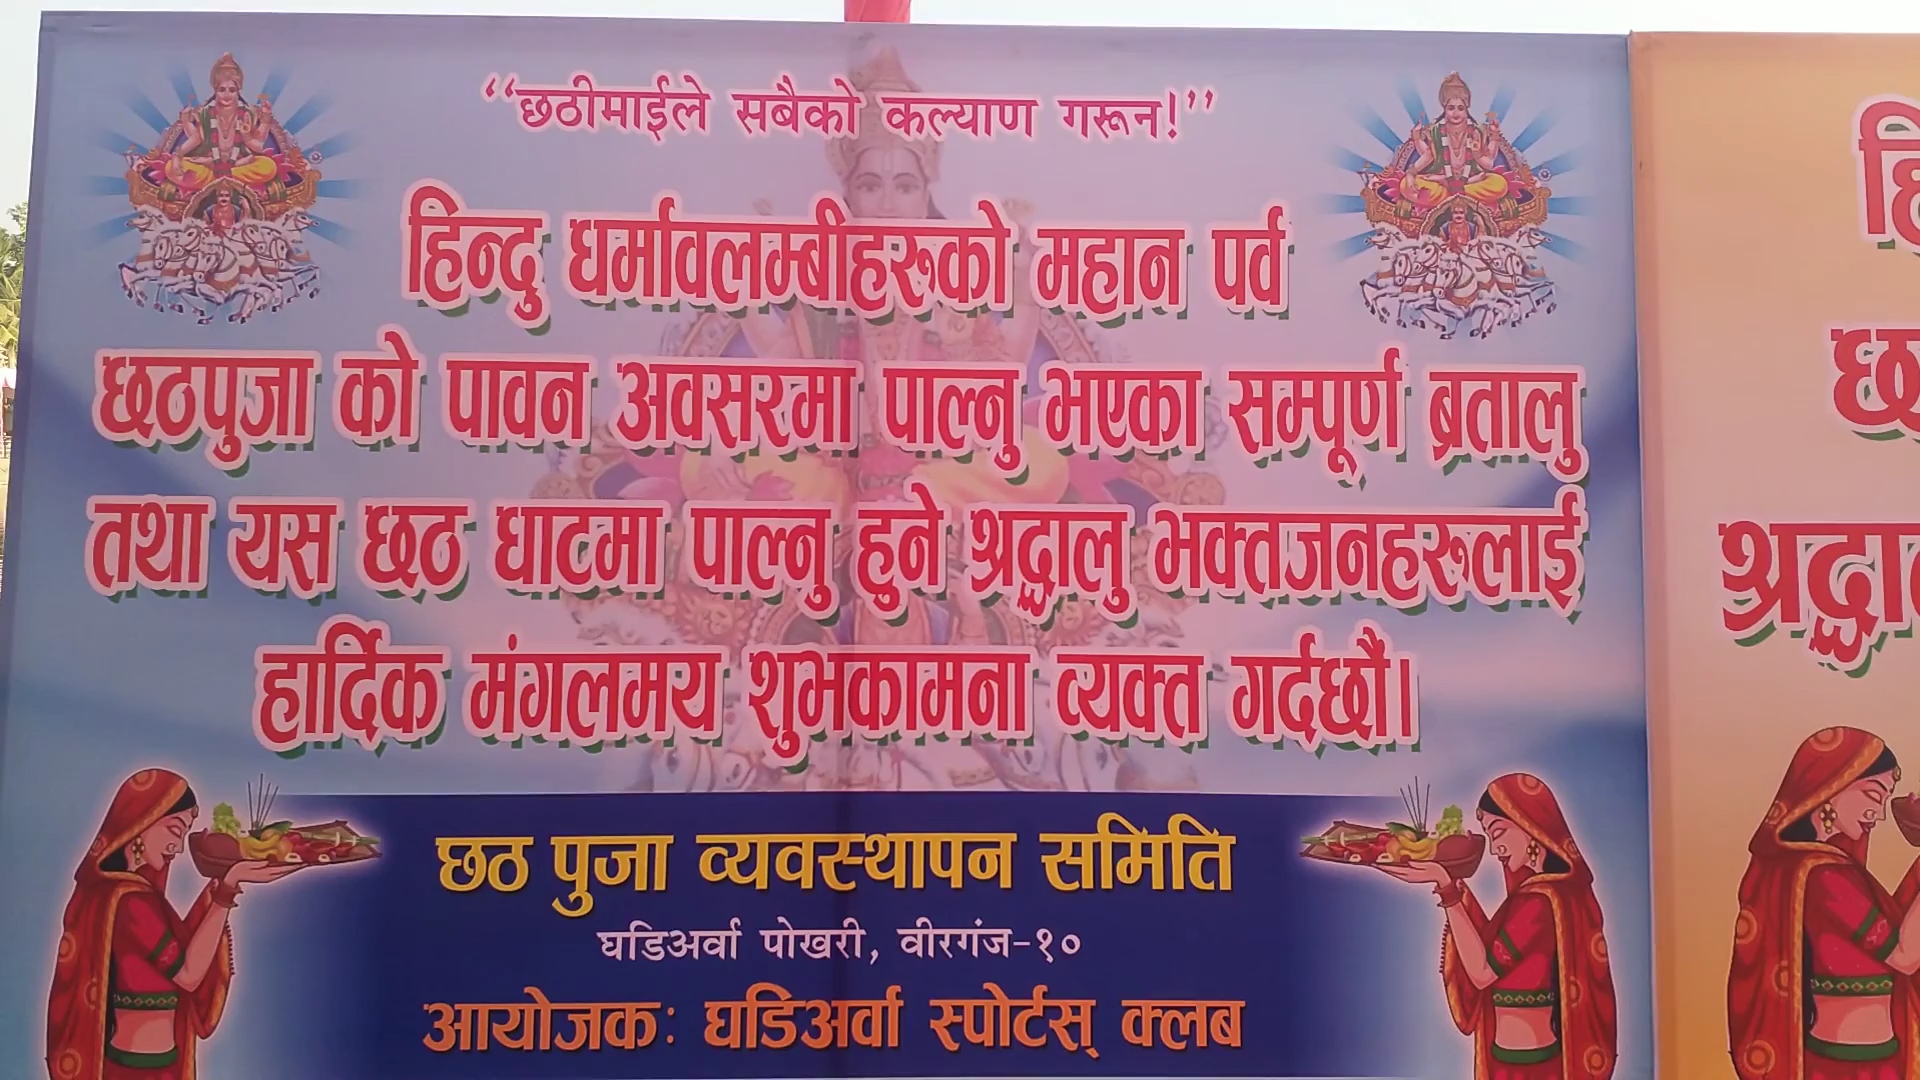 “छठीमाईले सबैको कल्याण गरून!”
हिन्दु धर्मावलम्बीहरुको महान पर्व
छठपुजा को पावन अवसरमा पाल्नु भएका सम्पूर्ण ब्रतालु
तथा यस छठ घाटमा पाल्नु हुने श्रद्धालु भक्तजनहरूलाई
हार्दिक मंगलमय शुभकामना व्यक्त गर्दछौं।
छठ पुजा व्यवस्थापन समिति
घडिअर्वा पोखरी, वीरगंज-१०
आयोजकः घडिअर्वा स्पोर्टस् क्लब